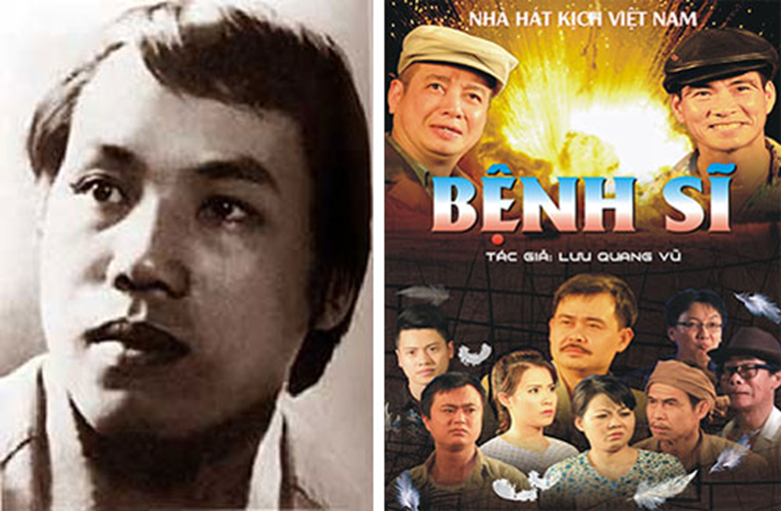 NHÀ HÁT KỊCH VIỆT NAM
BỆNH SĨ
TÁC GIẢ: LƯU QUANG VŨ